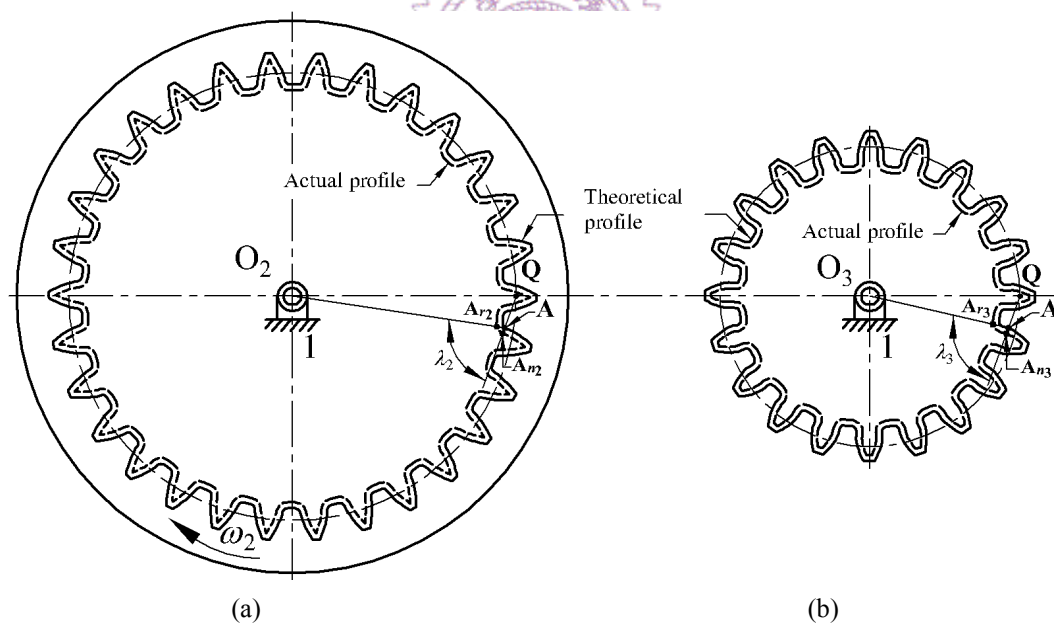 Actual profile
Theoretical
profile
Actual profile
O2
Q
Ar2
A
An2
λ2
1
ω2
O3
Q
Ar3
A
An3
λ3
1
(a)
(b)